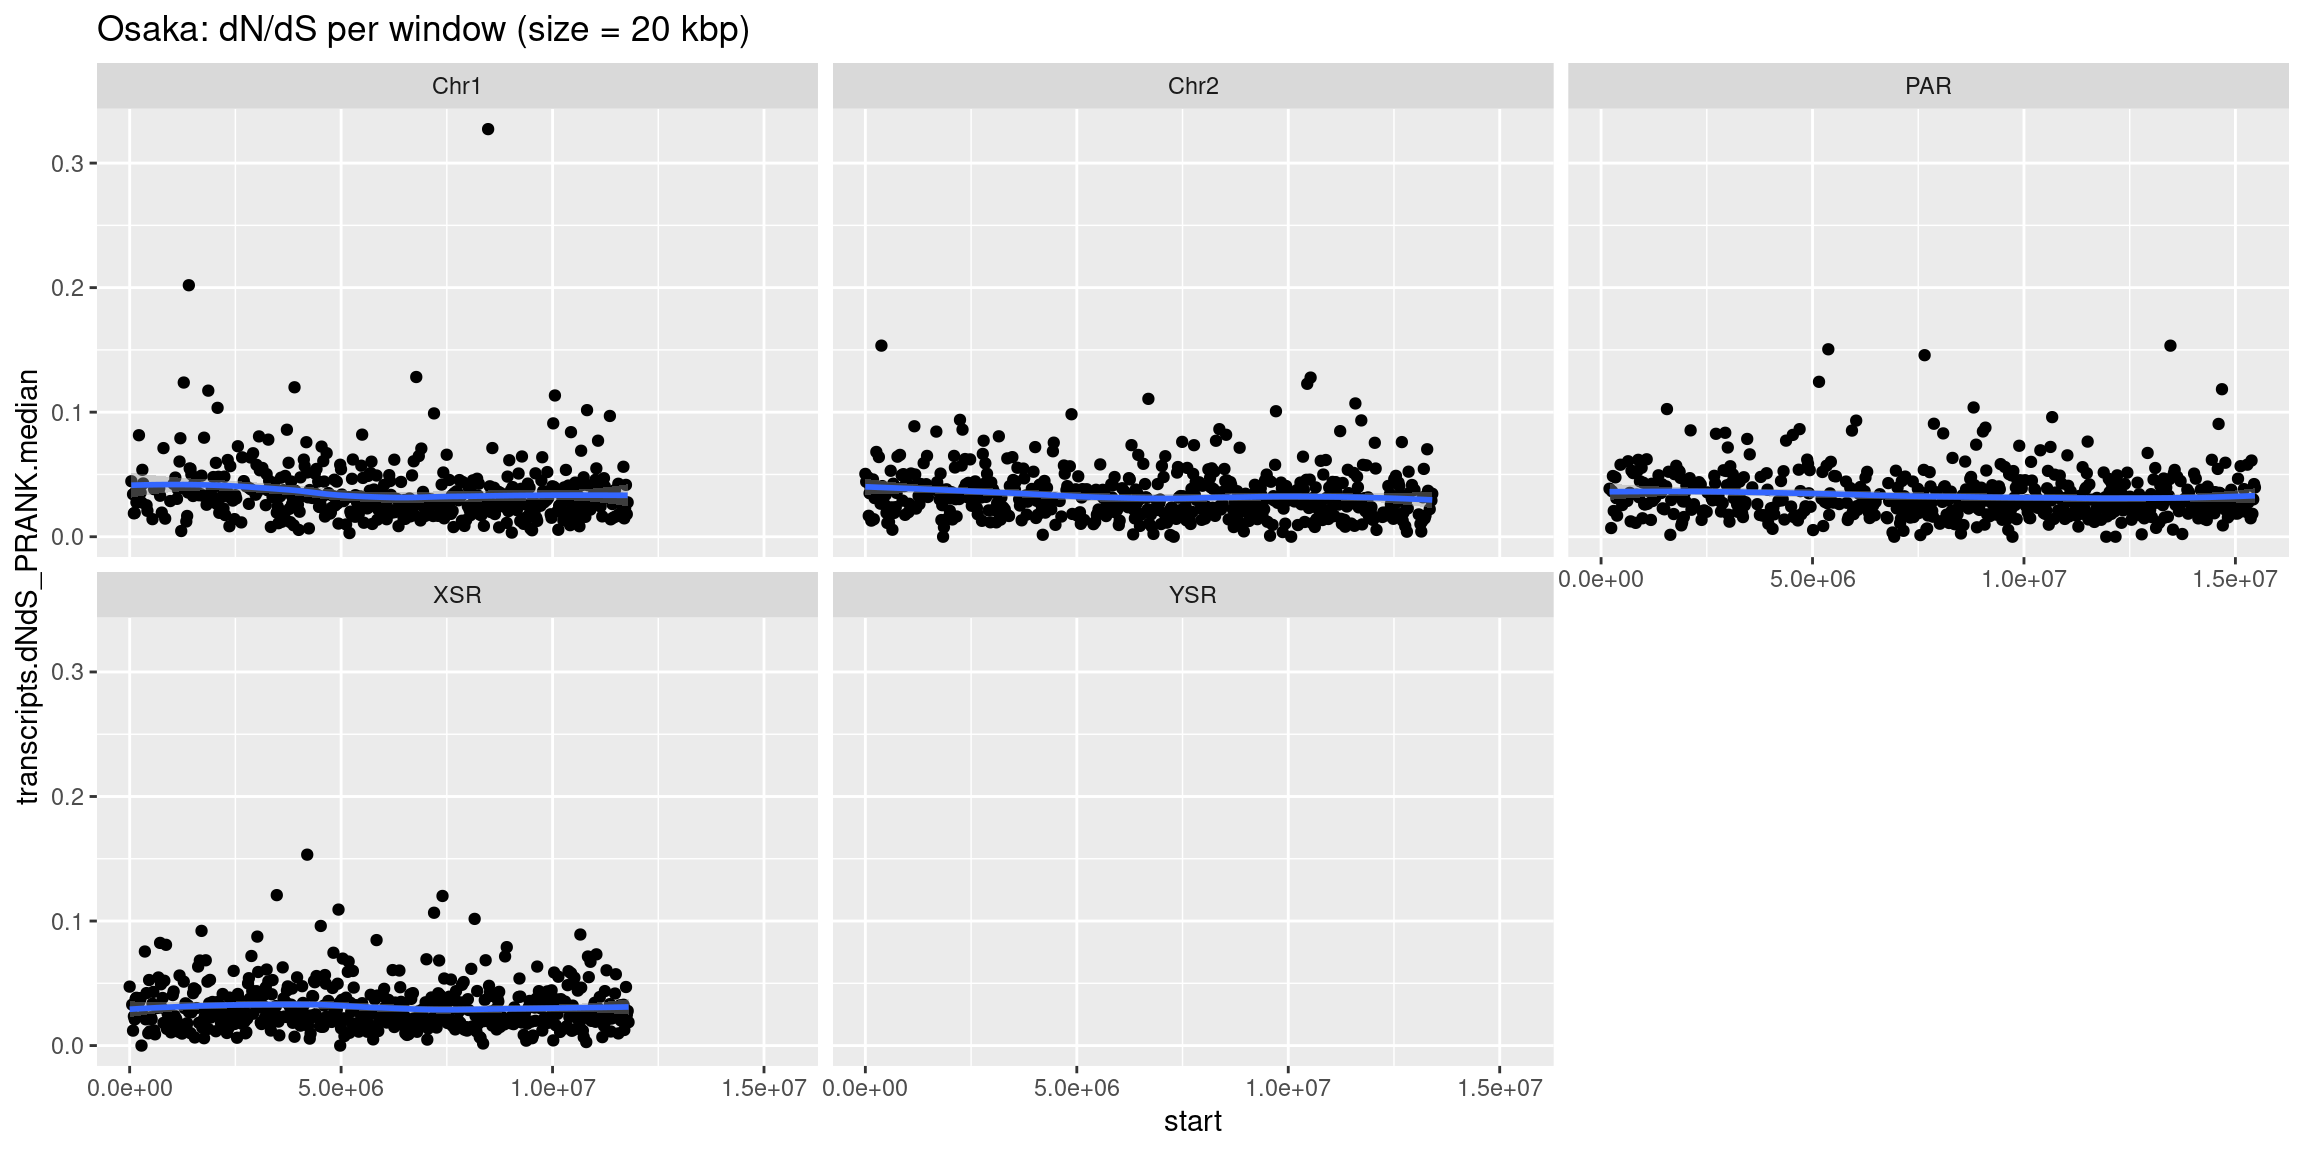 Osaka: dN/dS per window (size = 20 kbp)
Chr1
Chr2
PAR
0.3
0.2
0.1
0.0
0.0e+00
5.0e+06
1.0e+07
1.5e+07
XSR
YSR
0.3
0.2
0.1
0.0
0.0e+00
5.0e+06
1.0e+07
1.5e+07
0.0e+00
5.0e+06
1.0e+07
1.5e+07
start
transcripts.dNdS_PRANK.median